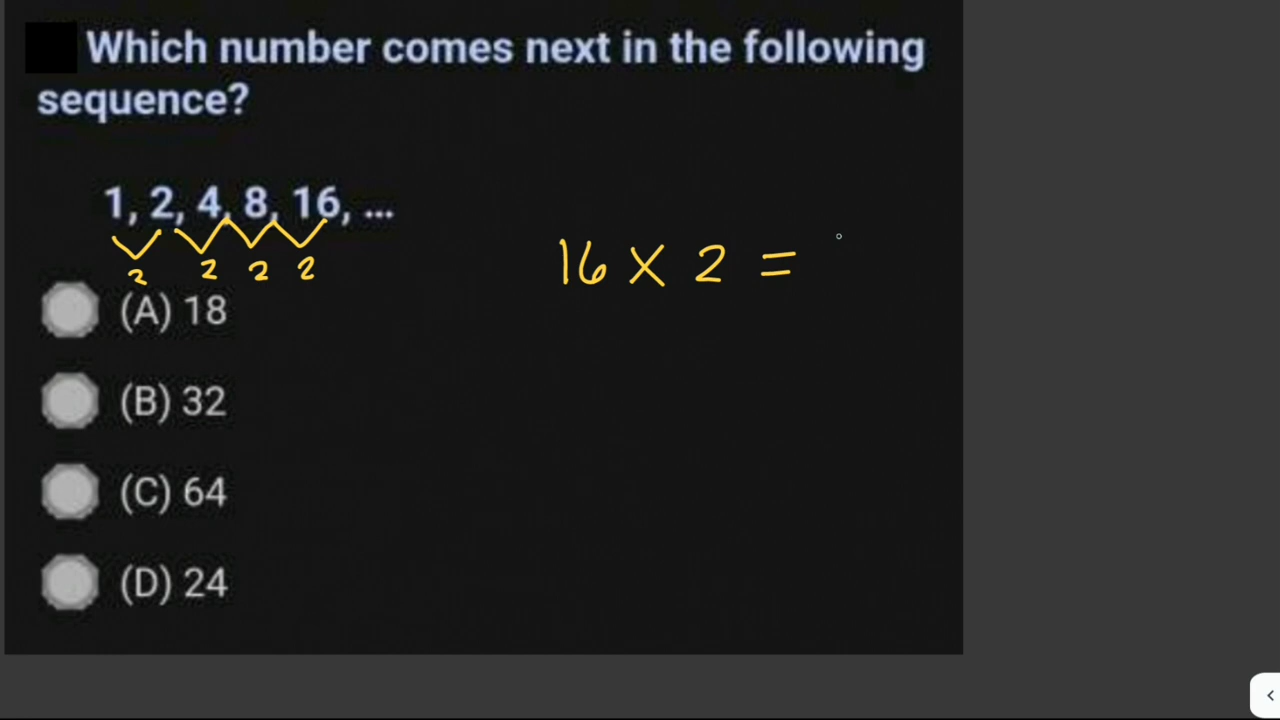 Which number comes next in the following
sequence?
1, 2, 4, 8, 16, ...
2 2 2 2
16 X 2 =
(A) 18
(B) 32
(C) 64
(D) 24
<